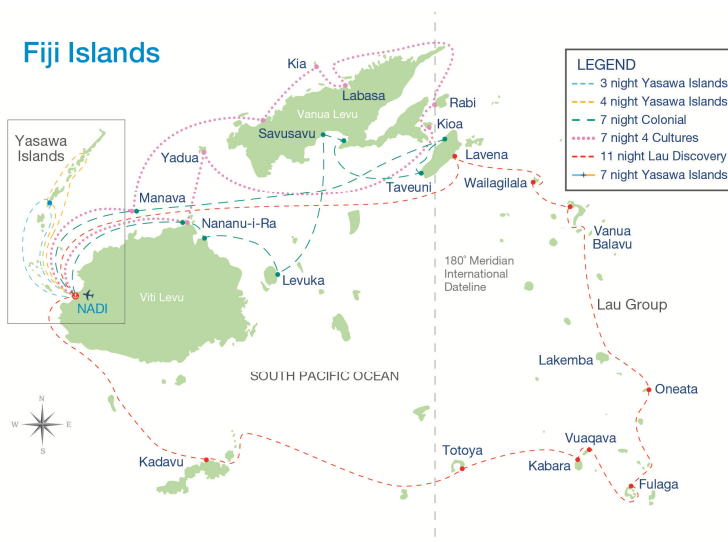 Fiji Islands
LEGEND
3 night Yasawa Islands
4 night Yasawa Islands
7 night Colonial
7 night 4 Cultures
11 night Lau Discovery
7 night Yasawa Islands
Kia
Labasa
Vanua Levu
Rabi
Savusavu
Kioa
Yasawa
Islands
Yadua
Lavena
Taveuni
Wailagilala
Manava
Nananu-i-Ra
Vanua
Balavu
180° Meridian
International
Dateline
Levuka
Viti Levu
NADI
Lau Group
Lakemba
SOUTH PACIFIC OCEAN
Oneata
N
W
E
S
Vuaqava
Totoya
Kadavu
Kabara
Fulaga